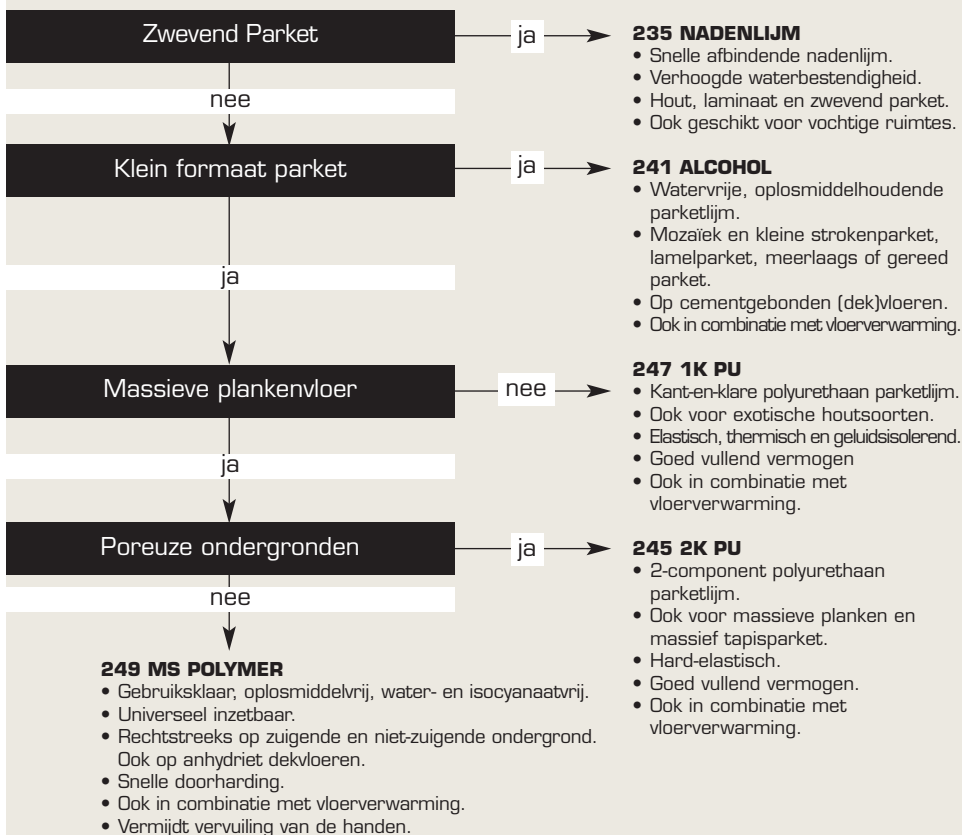 Zwevend Parket
ja
235 NADENLIJM
• Snelle afbindende nadenlijm.
• Verhoogde waterbestendigheid.
• Hout, laminaat en zwevend parket.
• Ook geschikt voor vochtige ruimtes.
nee
Klein formaat parket
ja
241 ALCOHOL
• Watervrije, oplosmiddelhoudende
parketlijm.
• Mozaïek en kleine strokenparket,
lamelparket, meerlaags of gereed
parket.
• Op cementgebonden (dek)vloeren.
• Ook in combinatie met vloerverwarming.
ja
Massieve plankenvloer
nee
247 1K PU
• Kant-en-klare polyurethaan parketlijm.
• Ook voor exotische houtsoorten.
• Elastisch, thermisch en geluidsisolerend.
• Goed vullend vermogen
• Ook in combinatie met
vloerverwarming.
ja
Poreuze ondergronden
ja
245 2K PU
• 2-component polyurethaan
parketlijm.
• Ook voor massieve planken en
massief tapisparket.
• Hard-elastisch.
• Goed vullend vermogen.
• Ook in combinatie met
vloerverwarming.
nee
249 MS POLYMER
• Gebruiksklaar, oplosmiddelvrij, water- en isocyanaatvrij.
• Universeel inzetbaar.
• Rechtstreeks op zuigende en niet-zuigende ondergrond.
Ook op anhydriet dekvloeren.
• Snelle doorharding.
• Ook in combinatie met vloerverwarming.
• Vermijdt vervuiling van de handen.